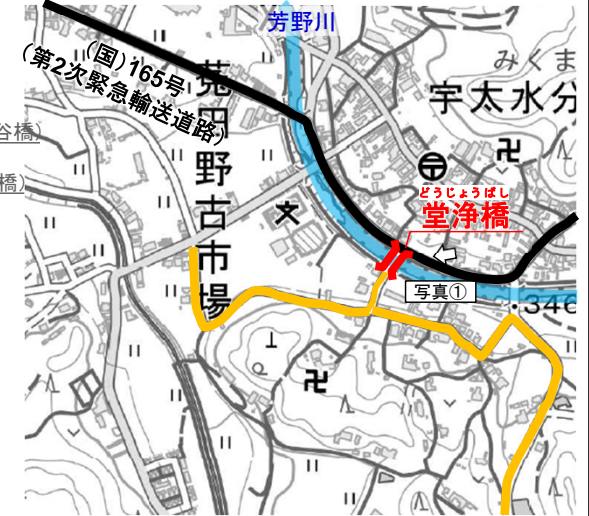 芳野川
(国)165号
(第2次緊急輸送道路)
菟田野古市場
みくま
宇太水分
どうじょうばし
堂浄橋
写真①
谷橋)
橋)
346